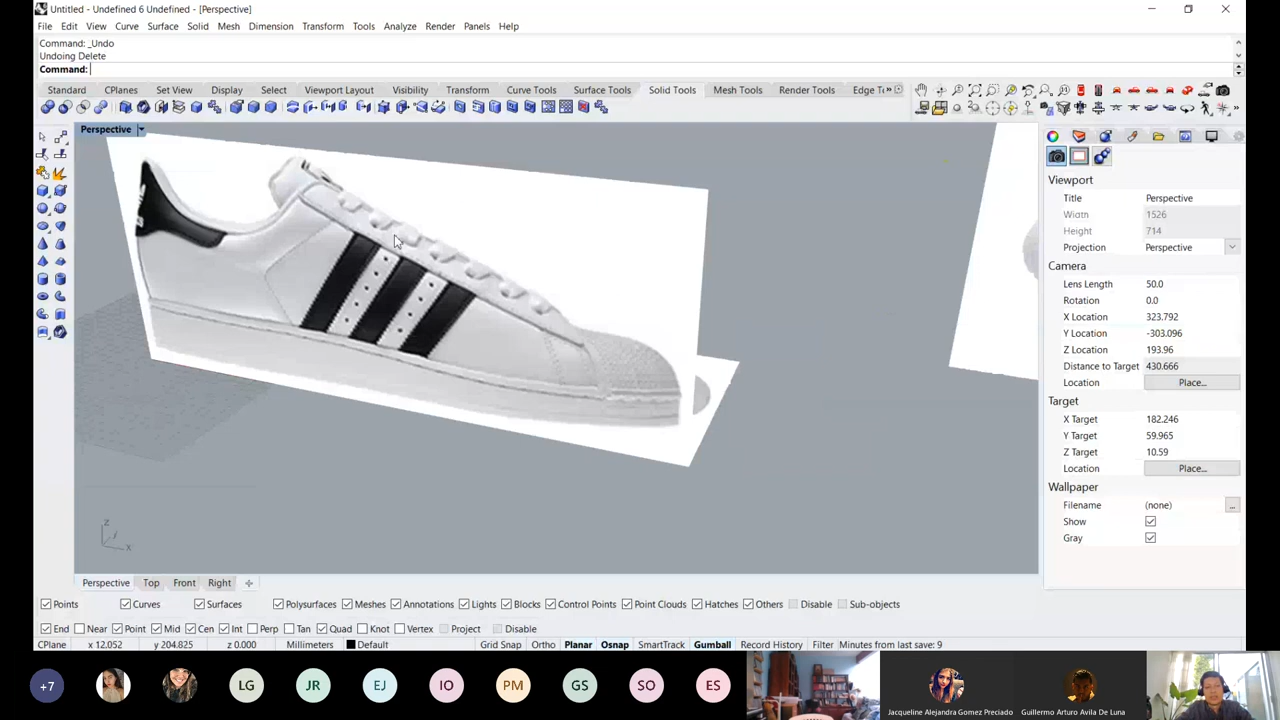 Untitled - Undefined 6 Undefined - [Perspective]
File Edit View Curve Surface Solid Mesh Dimension Transform Tools Analyze Render Panels Help
Command: _Undo
Undoing Delete
Command:
Standard CPlanes Set View Display Select Viewport Layout Visibility Transform Curve Tools Surface Tools Solid Tools Mesh Tools Render Tools Edge T
Perspective
Viewport
Title Perspective
Width 1526
Height 714
Projection Perspective
Camera
Lens Length 50.0
Rotation 0.0
X Location 323.792
Y Location -303.096
Z Location 193.96
Distance to Target 430.666
Location Place...
Target
X Target 182.246
Y Target 59.965
Z Target 10.59
Location Place...
Wallpaper
Filename (none) ...
Show
Gray
z
y
x
Perspective Top Front Right
Points Curves Surfaces Polysurfaces Meshes Annotations Lights Blocks Control Points Point Clouds Hatches Others Disable Sub-objects
End Near Point Mid Cen Int Perp Tan Quad Knot Vertex Project Disable
CPlane x 12.052 y 204.825 z 0.000 Millimeters Default Grid Snap Ortho Planar Osnap SmartTrack Gumball Record History Filter Minutes from last save: 9
+7 LG JR EJ IO PM GS SO ES
Jacqueline Alejandra Gomez Preciado Guillermo Arturo Avila De Luna